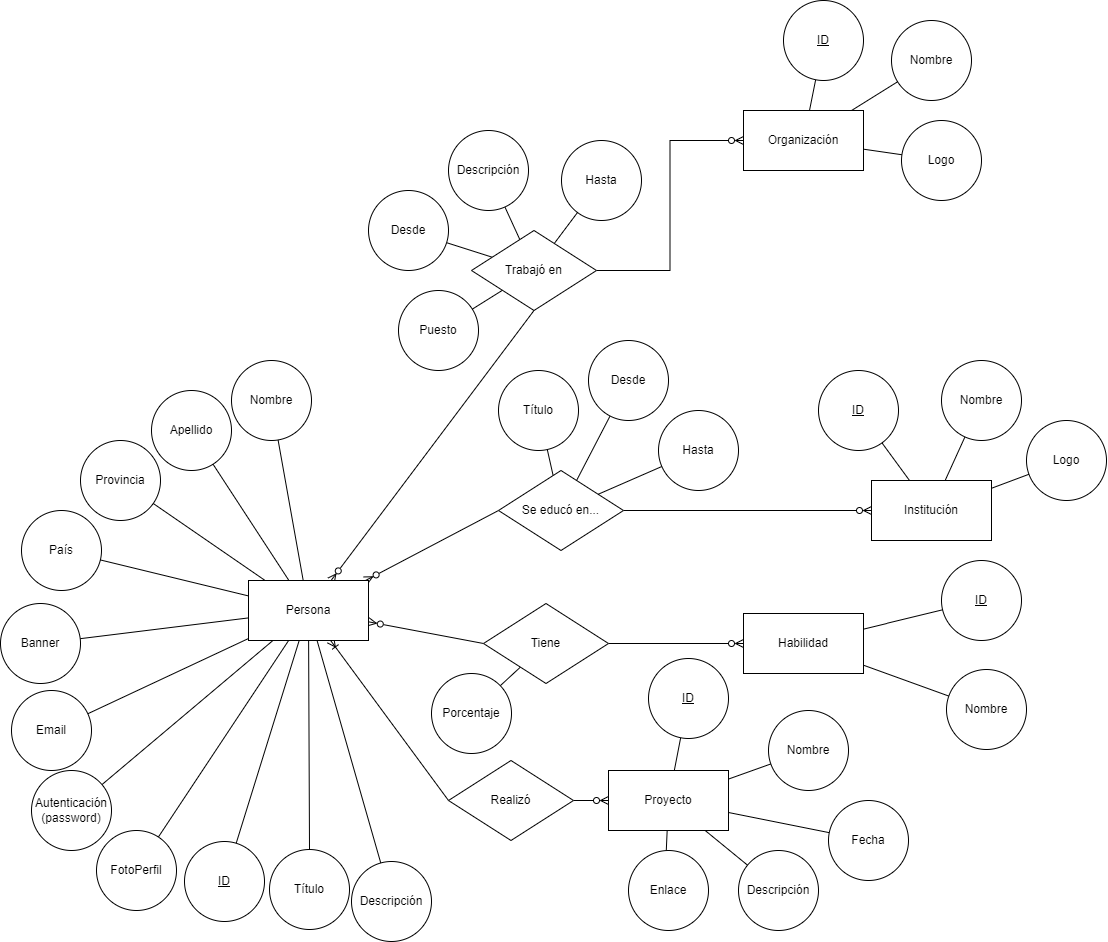 ID
Nombre
Organización
Logo
Descripción
Hasta
Desde
Trabajó en
Puesto
Nombre
Apellido
Provincia
País
Banner
Email
Autenticación
(password)
FotoPerfil
ID
Título
Descripción
Persona
Título
Desde
Hasta
Se educó en...
ID
Nombre
Logo
Institución
Tiene
Porcentaje
Habilidad
ID
Nombre
Realizó
ID
Nombre
Proyecto
Fecha
Enlace
Descripción